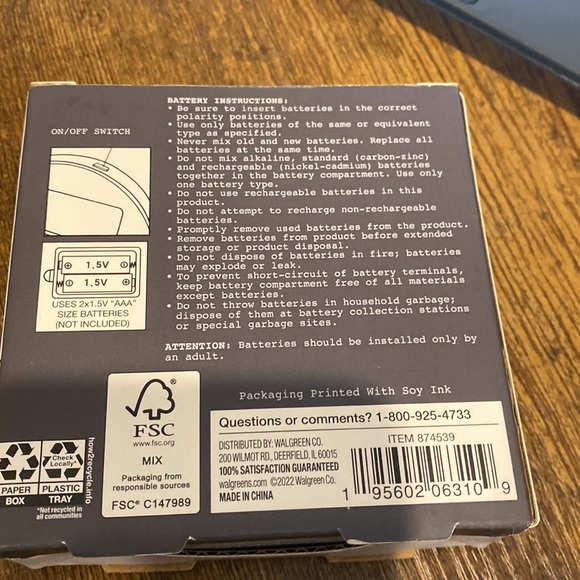 BATTERY INSTRUCTIONS:
• Be sure to insert batteries in the correct
polarity positions.
• Use only batteries of the same or equivalent
type as specified.
• Never mix old and new batteries. Replace all
batteries at the same time.
• Do not mix alkaline, standard (carbon-zinc)
and rechargeable (nickel-cadmium) batteries
together in the battery compartment. Use only
one battery type.
• Do not use rechargeable batteries in this
product.
• Do not attempt to recharge non-rechargeable
batteries.
• Promptly remove used batteries from the product.
• Remove batteries from product before extended
storage or product disposal.
• Do not dispose of batteries in fire; batteries
may explode or leak.
• To prevent short-circuit of battery terminals,
keep battery compartment free of all materials
except batteries.
• Do not throw batteries in household garbage;
dispose of them at battery collection stations
or special garbage sites.
ATTENTION: Batteries should be installed only by
an adult.
ON/OFF SWITCH
1.5V
1.5V
USES 2x1.5V "AAA"
SIZE BATTERIES
(NOT INCLUDED)
Packaging Printed With Soy Ink
FSC®
www.fsc.org
MIX
Packaging from
responsible sources
FSC® C147989
Check
Locally*
PAPER
BOX
PLASTIC
TRAY
*Not recycled in
all communities
how2recycle.info
Questions or comments? 1-800-925-4733
DISTRIBUTED BY: WALGREEN CO.
200 WILMOT RD., DEERFIELD, IL 60015
100% SATISFACTION GUARANTEED
walgreens.com ©2022 Walgreen Co.
MADE IN CHINA
ITEM 874539
1 95602 06310 9